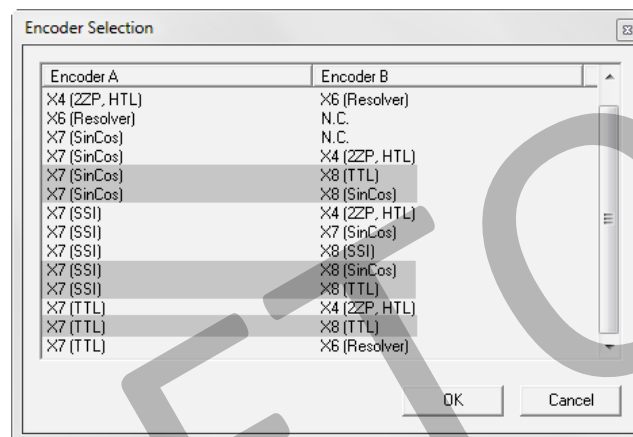 Encoder Selection
Encoder A Encoder B
X4 (2ZP, HTL) X6 (Resolver)
X6 (Resolver) N.C.
X7 (SinCos) N.C.
X7 (SinCos) X4 (2ZP, HTL)
X7 (SinCos) X8 (TTL)
X7 (SinCos) X8 (SinCos)
X7 (SSI) X4 (2ZP, HTL)
X7 (SSI) X7 (SinCos)
X7 (SSI) X8 (SSI)
X7 (SSI) X8 (SinCos)
X7 (SSI) X8 (TTL)
X7 (TTL) X4 (2ZP, HTL)
X7 (TTL) X8 (TTL)
X7 (TTL) X6 (Resolver)
OK Cancel